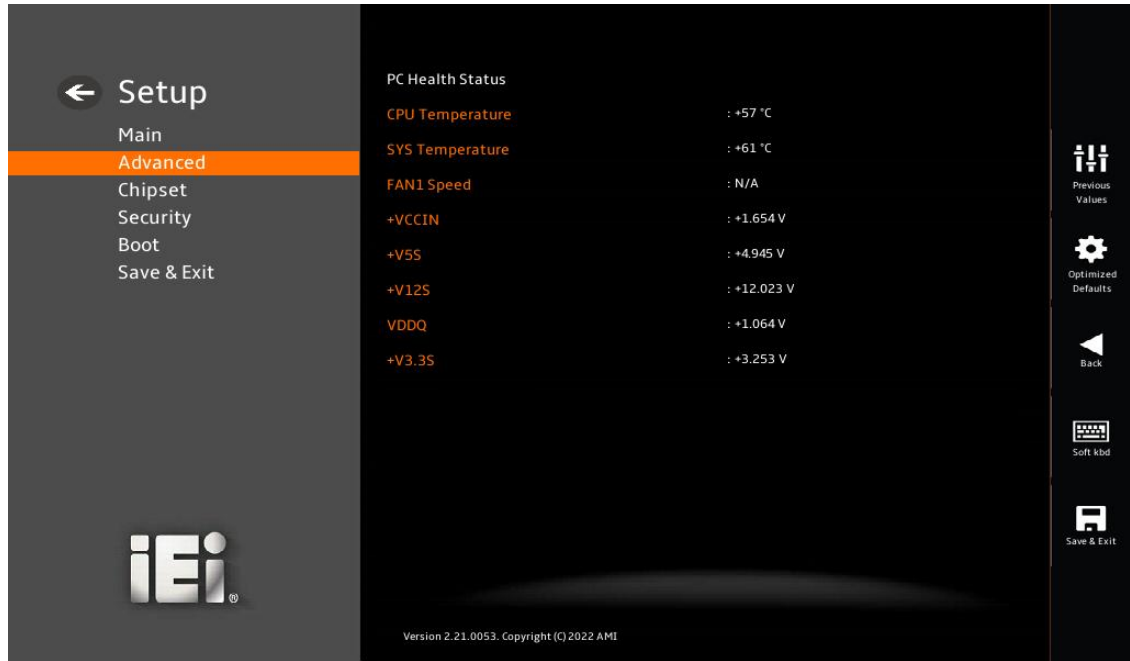 Setup
Main
Advanced
Chipset
Security
Boot
Save & Exit
PC Health Status
CPU Temperature : +57 °C
SYS Temperature : +61 °C
FAN1 Speed : N/A
+VCCIN : +1.654 V
+V5S : +4.945 V
+V12S : +12.023 V
VDDQ : +1.064 V
+V3.3S : +3.253 V
Previous
Values
Optimized
Defaults
Back
Soft kbd
Save & Exit
iEi®
Version 2.21.0053. Copyright (C) 2022 AMI